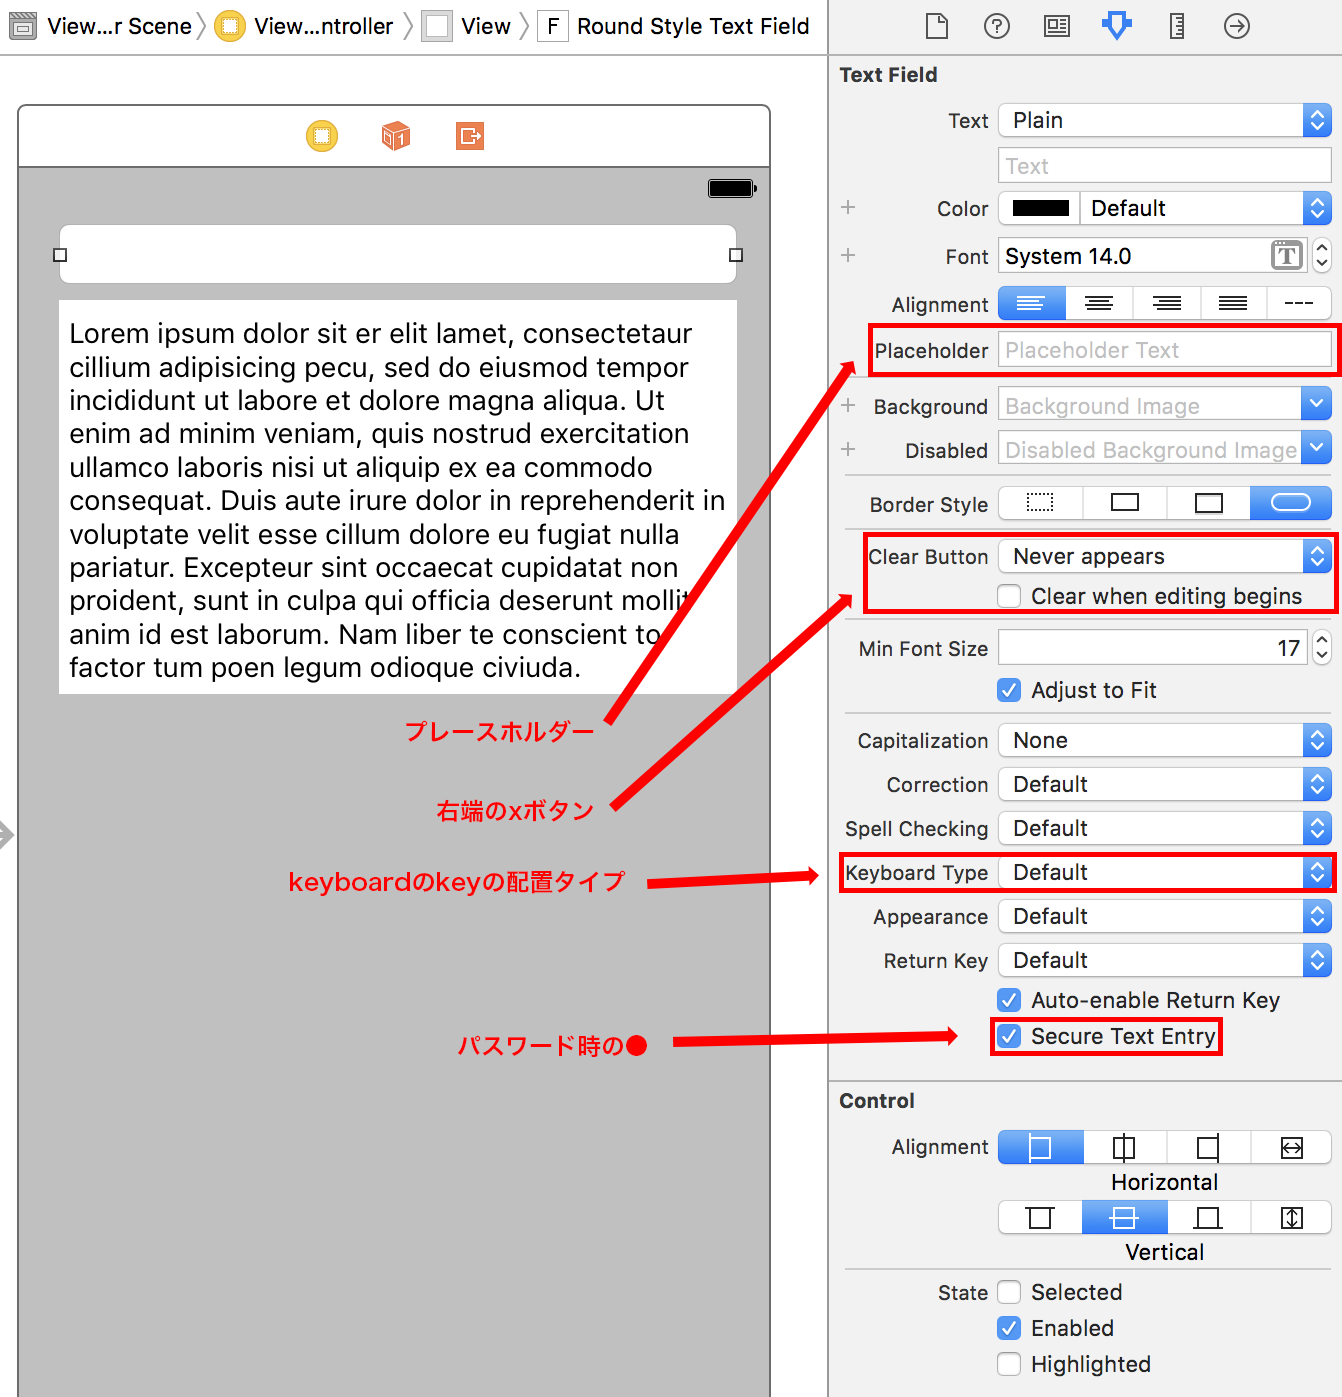 View...r Scene View...ntroller View F Round Style Text Field
Text Field
Text Plain
Text
Color Default
Font System 14.0 T
Alignment
Placeholder Placeholder Text
Background Background Image
Disabled Disabled Background Image
Border Style
Clear Button Never appears
Clear when editing begins
Min Font Size 17
Adjust to Fit
Capitalization None
Correction Default
Spell Checking Default
Keyboard Type Default
Appearance Default
Return Key Default
Auto-enable Return Key
Secure Text Entry
Control
Alignment
Horizontal
Vertical
State Selected
Enabled
Highlighted
1
Lorem ipsum dolor sit er elit lamet, consectetaur
cillium adipisicing pecu, sed do eiusmod tempor
incididunt ut labore et dolore magna aliqua. Ut
enim ad minim veniam, quis nostrud exercitation
ullamco laboris nisi ut aliquip ex ea commodo
consequat. Duis aute irure dolor in reprehenderit in
voluptate velit esse cillum dolore eu fugiat nulla
pariatur. Excepteur sint occaecat cupidatat non
proident, sunt in culpa qui officia deserunt mollit
anim id est laborum. Nam liber te conscient to
factor tum poen legum odioque civiuda.
プレースホルダー
右端のxボタン
keyboardのkeyの配置タイプ
パスワード時の●